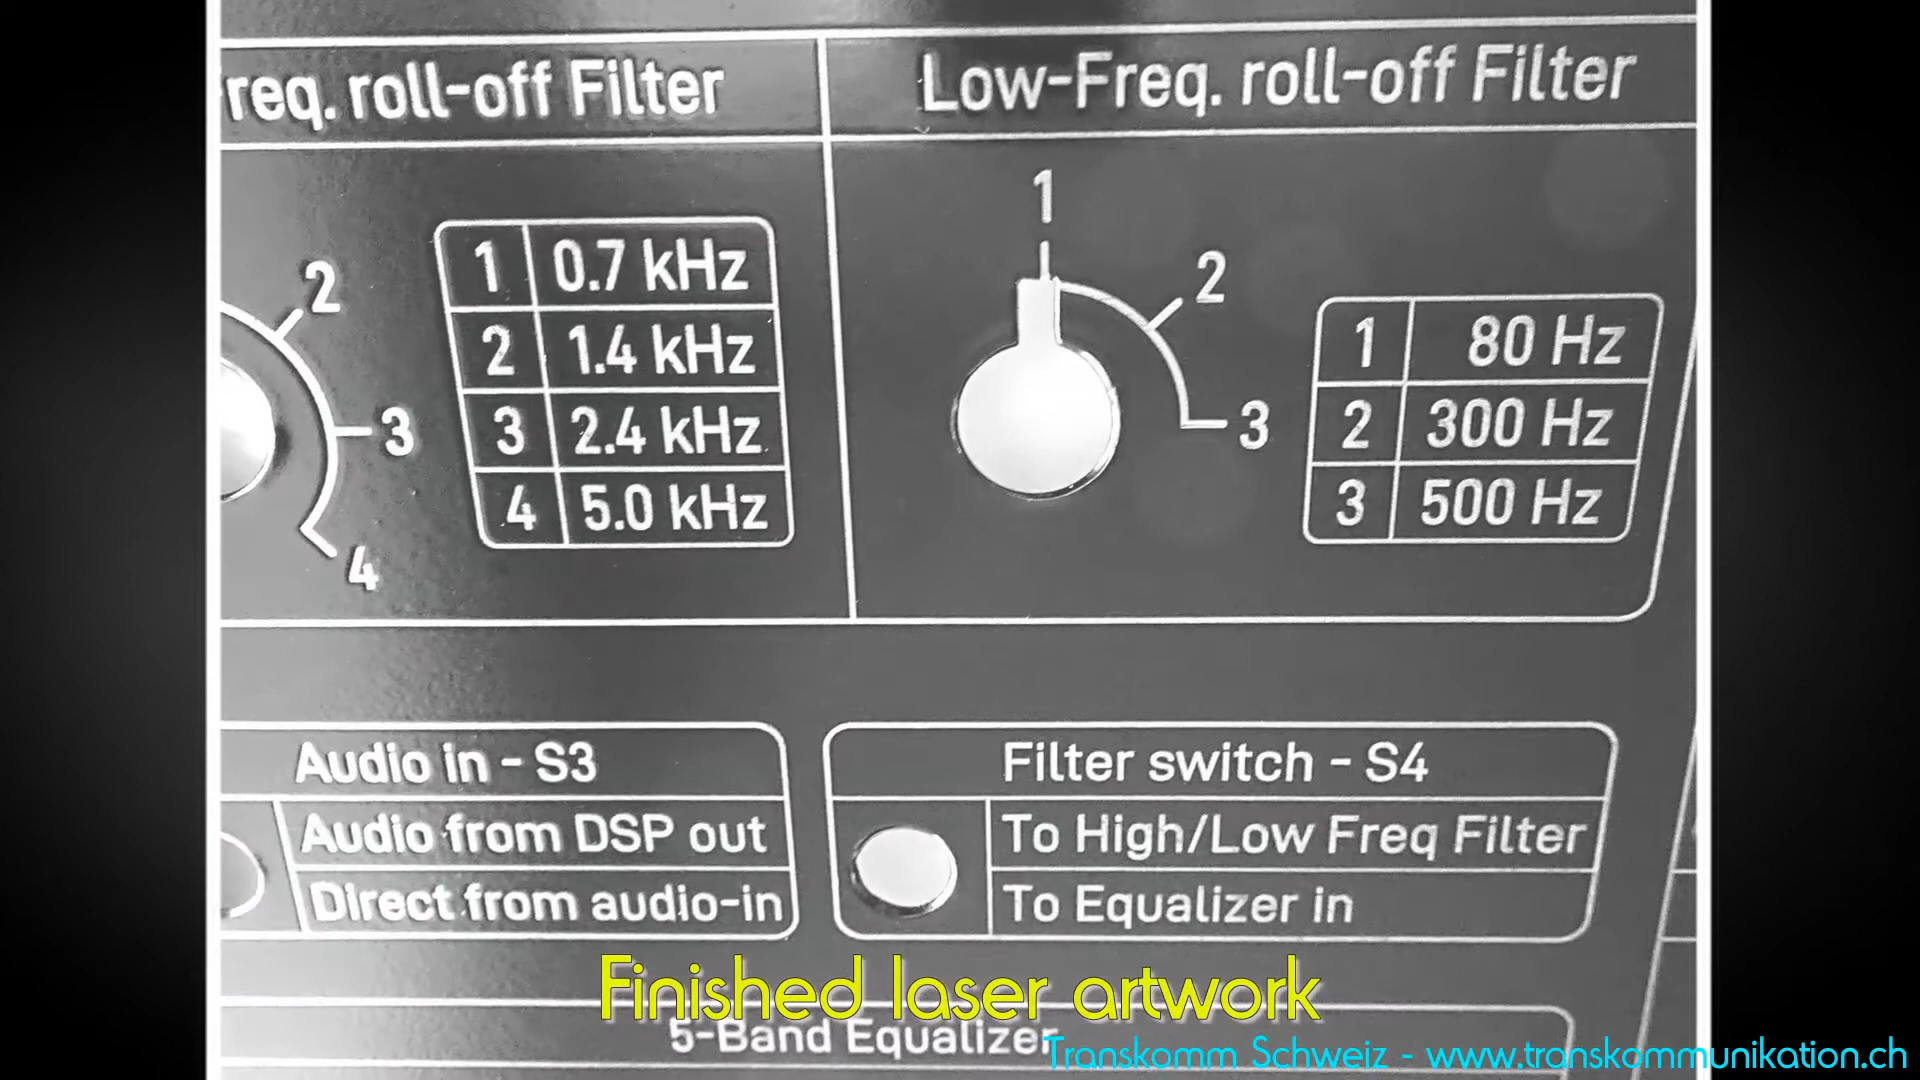 req. roll-off Filter
2
3
4
1 0.7 kHz
2 1.4 kHz
3 2.4 kHz
4 5.0 kHz
Low-Freq. roll-off Filter
1
2
3
1 80 Hz
2 300 Hz
3 500 Hz
Audio in - S3
Audio from DSP out
Direct from audio-in
Filter switch - S4
To High/Low Freq Filter
To Equalizer in
Finished laser artwork
5-Band Equalizer
Transkomm Schweiz - www.transkommunikation.ch